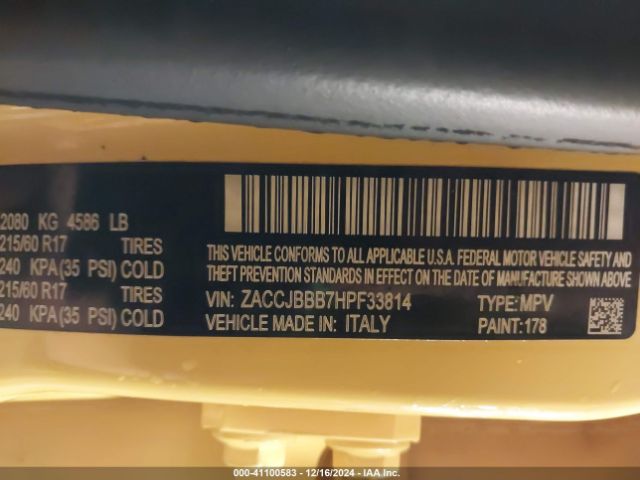 2080 KG 4586 LB
215/60 R17 TIRES
240 KPA(35 PSI) COLD
215/60 R17 TIRES
240 KPA(35 PSI) COLD
THIS VEHICLE CONFORMS TO ALL APPLICABLE U.S.A. FEDERAL MOTOR VEHICLE SAFETY AND
THEFT PREVENTION STANDARDS IN EFFECT ON THE DATE OF MANUFACTURE SHOWN ABOVE
VIN: ZACCJBBB7HPF33814 TYPE: MPV
VEHICLE MADE IN: ITALY PAINT: 178
000-41100583 / 12/16/2024 - IAA Inc.